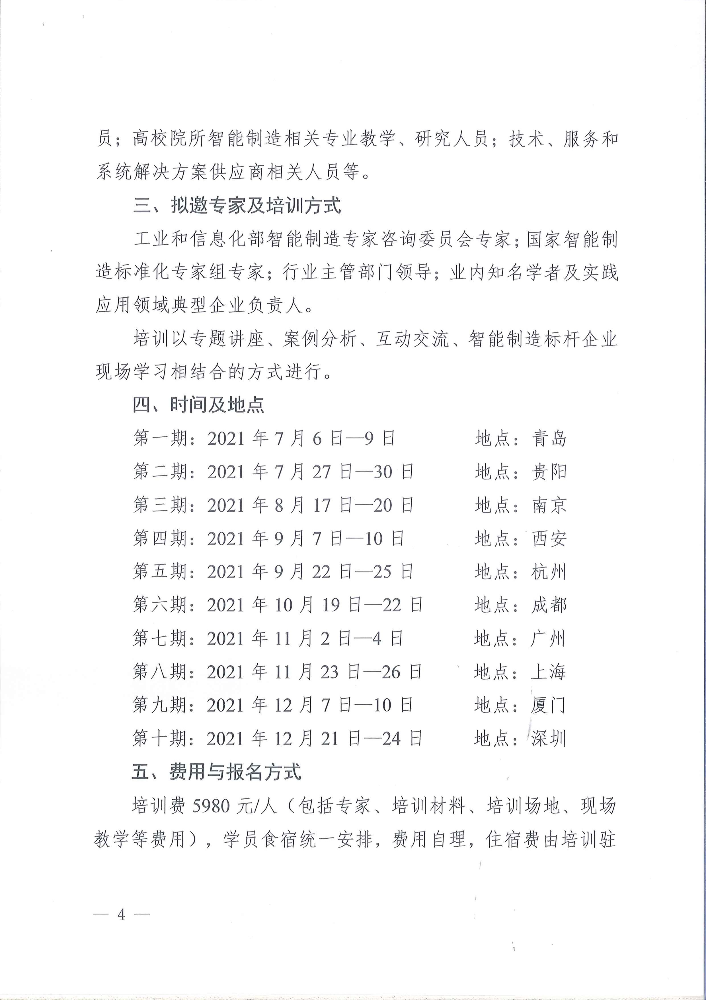 员；高校院所智能制造相关专业教学、研究人员；技术、服务和
系统解决方案供应商相关人员等。
三、拟邀专家及培训方式
工业和信息化部智能制造专家咨询委员会专家；国家智能制
造标准化专家组专家；行业主管部门领导；业内知名学者及实践
应用领域典型企业负责人。
培训以专题讲座、案例分析、互动交流、智能制造标杆企业
现场学习相结合的方式进行。
四、时间及地点
第一期：2021 年 7 月 6 日—9 日 地点：青岛
第二期：2021 年 7 月 27 日—30 日 地点：贵阳
第三期：2021 年 8 月 17 日—20 日 地点：南京
第四期：2021 年 9 月 7 日—10 日 地点：西安
第五期：2021 年 9 月 22 日—25 日 地点：杭州
第六期：2021 年 10 月 19 日—22 日 地点：成都
第七期：2021 年 11 月 2 日—4 日 地点：广州
第八期：2021 年 11 月 23 日—26 日 地点：上海
第九期：2021 年 12 月 7 日—10 日 地点：厦门
第十期：2021 年 12 月 21 日—24 日 地点：深圳
五、费用与报名方式
培训费 5980 元/人（包括专家、培训材料、培训场地、现场
教学等费用），学员食宿统一安排，费用自理，住宿费由培训驻
— 4 —